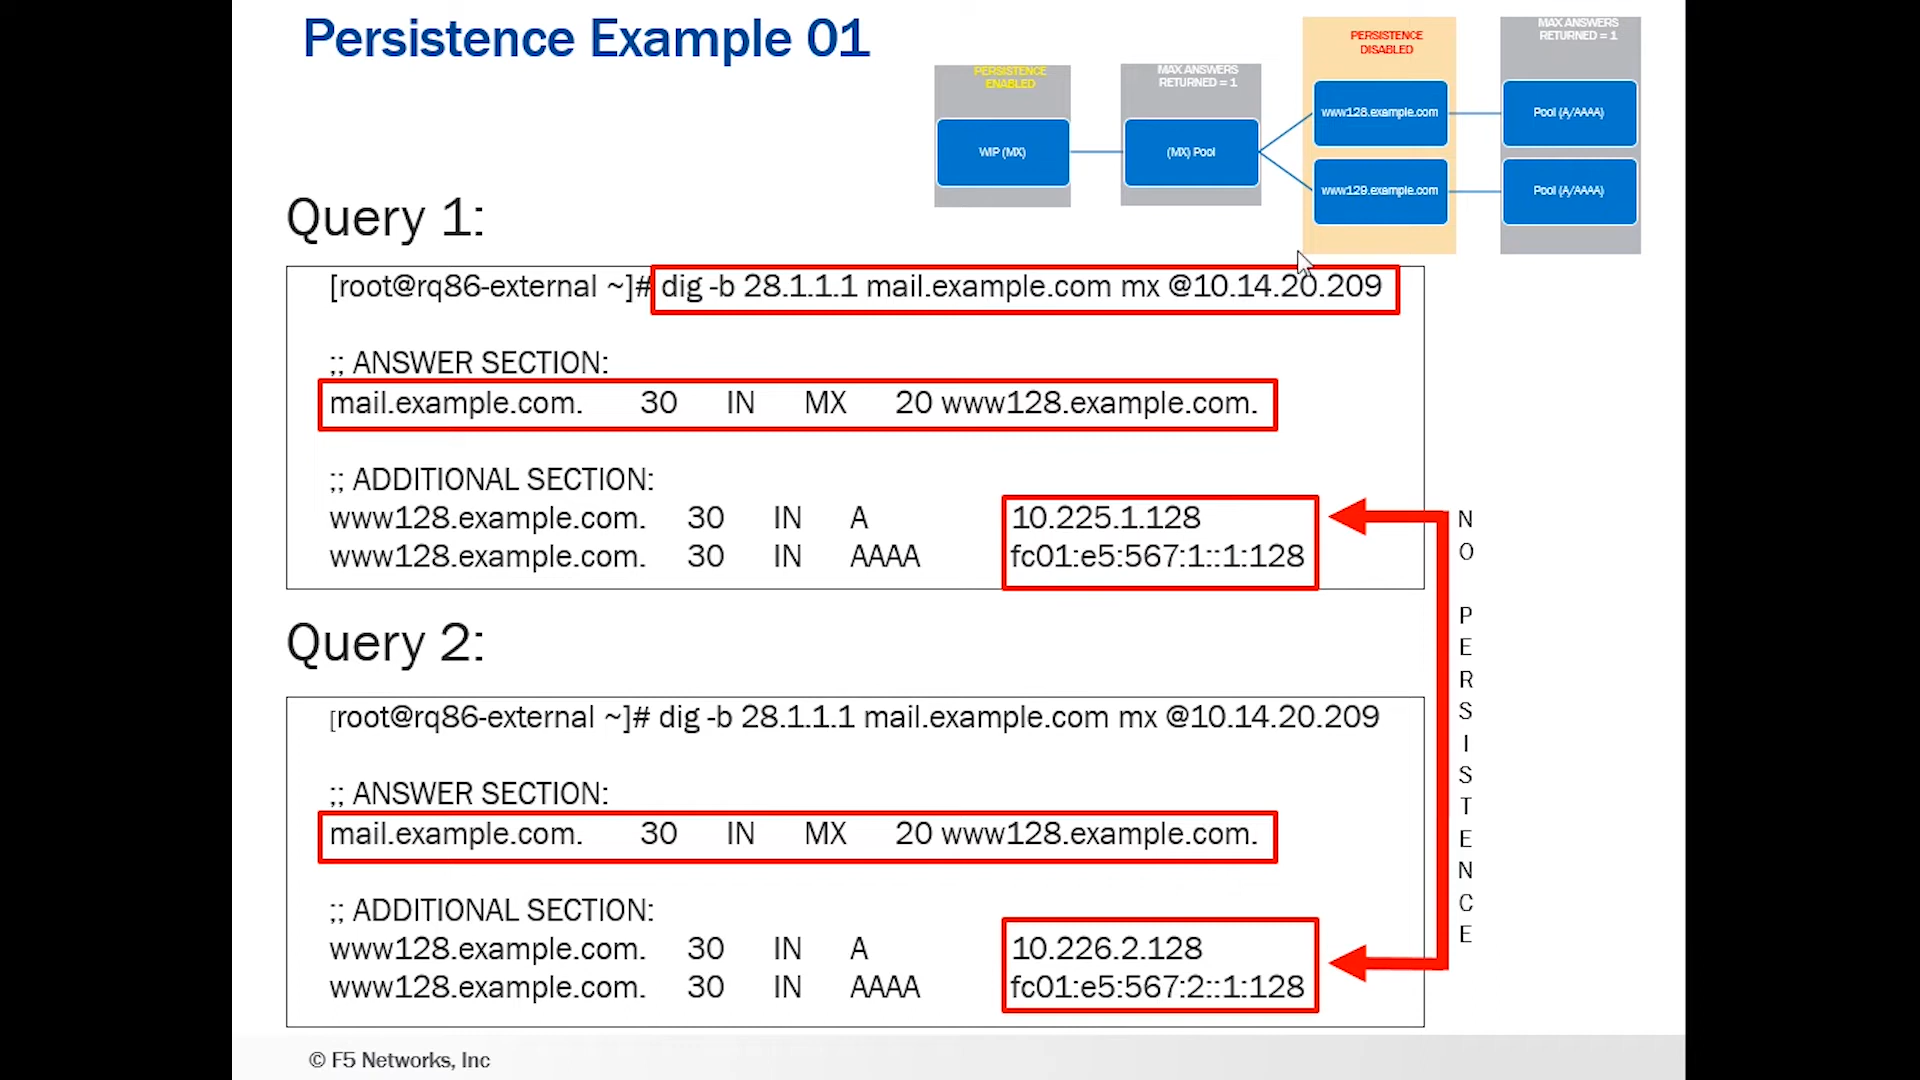 Persistence Example 01
PERSISTENCE
ENABLED
WIP (MX)
MAX ANSWERS
RETURNED = 1
(MX) Pool
PERSISTENCE
DISABLED
www128.example.com
www129.example.com
MAX ANSWERS
RETURNED = 1
Pool (A/AAAA)
Pool (A/AAAA)
Query 1:
[root@rq86-external ~]# dig -b 28.1.1.1 mail.example.com mx @10.14.20.209
;; ANSWER SECTION:
mail.example.com. 30 IN MX 20 www128.example.com.
;; ADDITIONAL SECTION:
www128.example.com. 30 IN A 10.225.1.128
www128.example.com. 30 IN AAAA fc01:e5:567:1::1:128
Query 2:
[root@rq86-external ~]# dig -b 28.1.1.1 mail.example.com mx @10.14.20.209
;; ANSWER SECTION:
mail.example.com. 30 IN MX 20 www128.example.com.
;; ADDITIONAL SECTION:
www128.example.com. 30 IN A 10.226.2.128
www128.example.com. 30 IN AAAA fc01:e5:567:2::1:128
NO PERSISTENCE
© F5 Networks, Inc